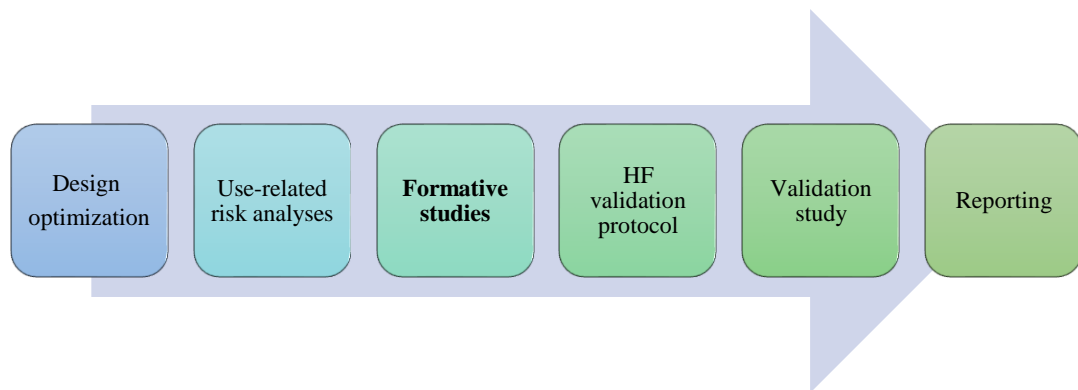 Design
optimization
Use-related
risk analyses
Formative
studies
HF
validation
protocol
Validation
study
Reporting